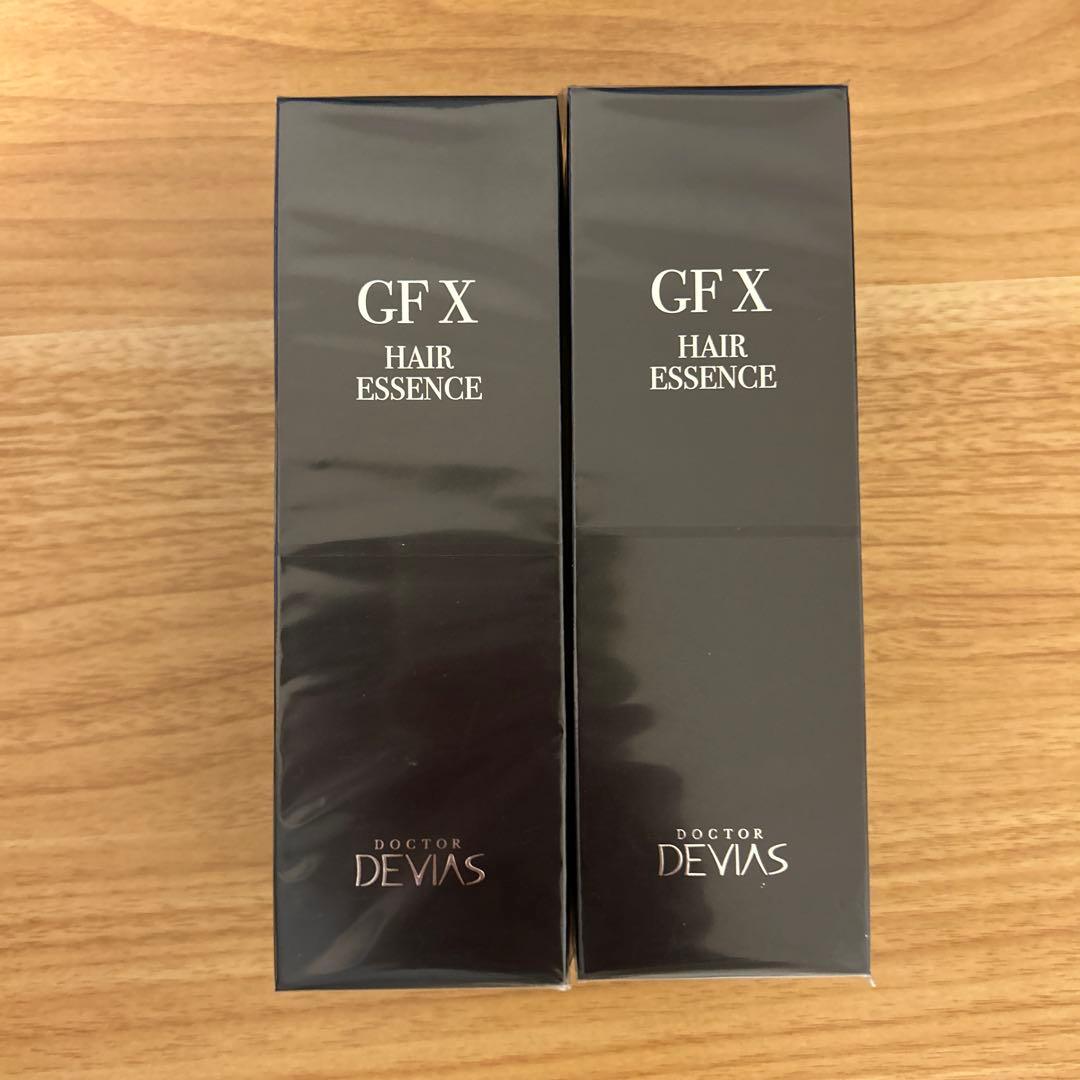 GF X
HAIR
ESSENCE
DOCTOR
DEVIAS
GF X
HAIR
ESSENCE
DOCTOR
DEVIAS